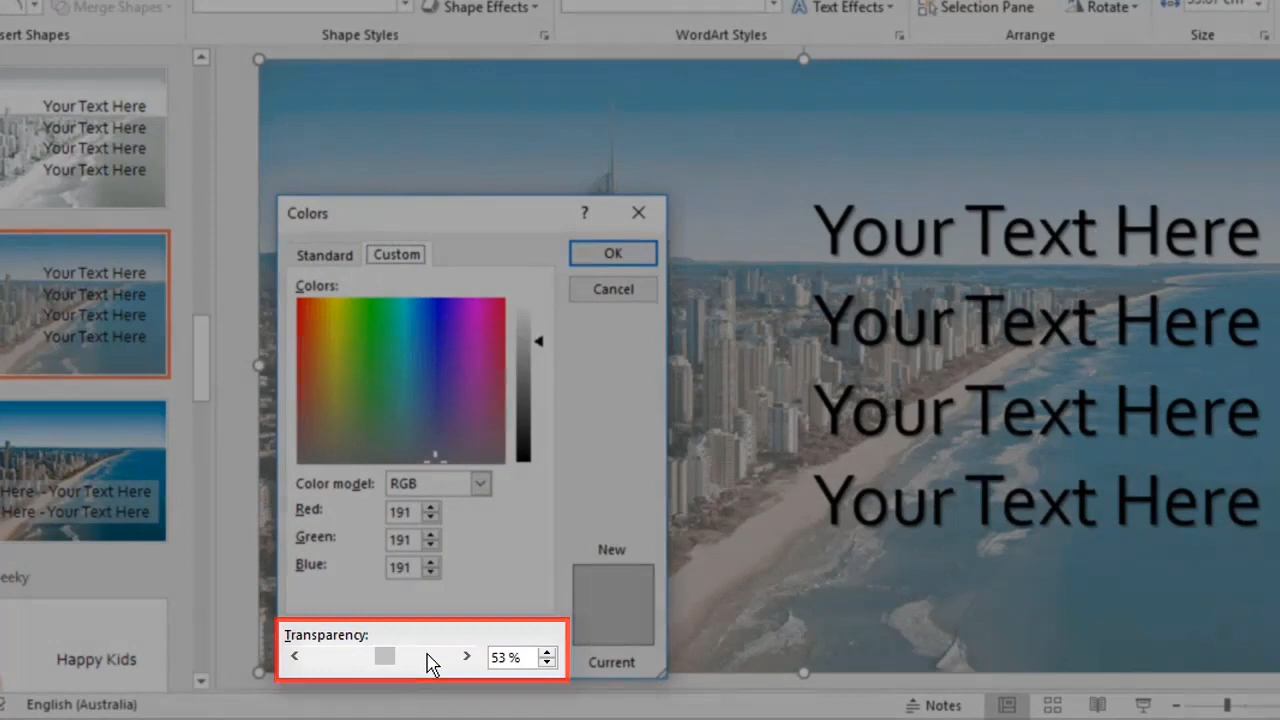 Merge Shapes
Shape Effects
Text Effects
Selection Pane
Rotate
sert Shapes
Shape Styles
WordArt Styles
Arrange
Size
Your Text Here
Your Text Here
Your Text Here
Your Text Here
Your Text Here
Your Text Here
Your Text Here
Your Text Here
Here - Your Text Here
Here - Your Text Here
eeky
Happy Kids
Colors
?
Standard
Custom
OK
Cancel
Colors:
Color model: RGB
Red: 191
Green: 191
Blue: 191
New
Transparency:
53 %
Current
Your Text Here
Your Text Here
Your Text Here
Your Text Here
English (Australia)
Notes